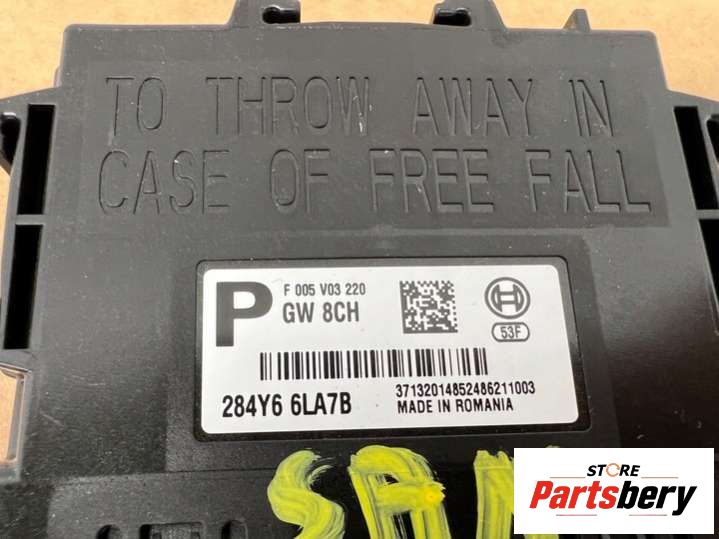 TO THROW AWAY IN
CASE OF FREE FALL
P
F 005 V03 220
GW 8CH
53F
37132014852486211003
284Y6 6LA7B
MADE IN ROMANIA
STORE
Partsbery